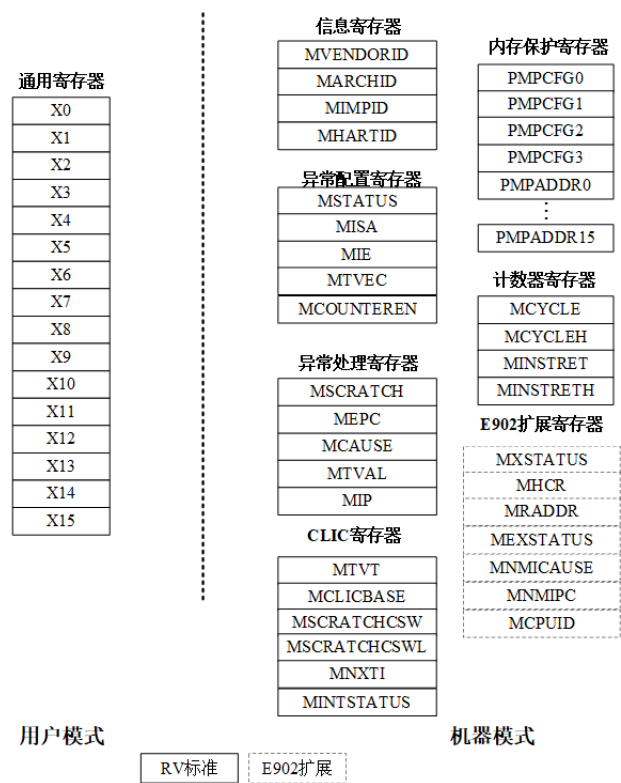 通用寄存器
X0
X1
X2
X3
X4
X5
X6
X7
X8
X9
X10
X11
X12
X13
X14
X15
信息寄存器
MVENDORID
MARCHID
MIMPID
MHARTID
异常配置寄存器
MSTATUS
MISA
MIE
MTVEC
MCOUNTEREN
异常处理寄存器
MSCRATCH
MEPC
MCAUSE
MTVAL
MIP
CLIC寄存器
MTVT
MCLICBASE
MSCRATCHCSW
MSCRATCHCSWL
MNXTI
MINTSTATUS
内存保护寄存器
PMPCFG0
PMPCFG1
PMPCFG2
PMPCFG3
PMPADDR0
⋮
PMPADDR15
计数器寄存器
MCYCLE
MCYCLEH
MINSTRET
MINSTRETH
E902扩展寄存器
MXSTATUS
MHCR
MRADDR
MEXSTATUS
MNMICAUSE
MNMIPC
MCPUID
用户模式
机器模式
RV标准
E902扩展